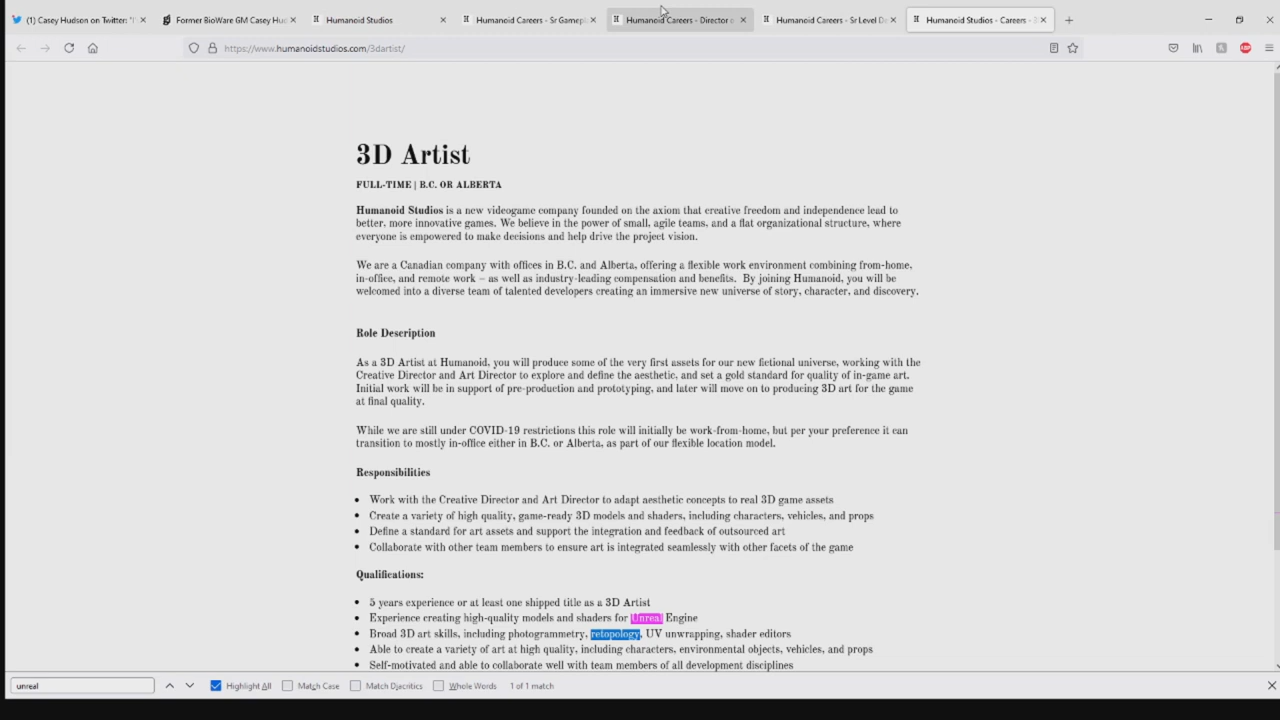 (1) Casey Hudson on Twitter: "I'
Former BioWare GM Casey Hud
Humanoid Studios
Humanoid Careers - Sr Gamepl
Humanoid Careers - Director o
Humanoid Careers - Sr Level De
Humanoid Studios - Careers - 3
https://www.humanoidstudios.com/3dartist/
ABP
3D Artist
FULL-TIME | B.C. OR ALBERTA
Humanoid Studios is a new videogame company founded on the axiom that creative freedom and independence lead to
better, more innovative games. We believe in the power of small, agile teams, and a flat organizational structure, where
everyone is empowered to make decisions and help drive the project vision.
We are a Canadian company with offices in B.C. and Alberta, offering a flexible work environment combining from-home,
in-office, and remote work – as well as industry-leading compensation and benefits. By joining Humanoid, you will be
welcomed into a diverse team of talented developers creating an immersive new universe of story, character, and discovery.
Role Description
As a 3D Artist at Humanoid, you will produce some of the very first assets for our new fictional universe, working with the
Creative Director and Art Director to explore and define the aesthetic, and set a gold standard for quality of in-game art.
Initial work will be in support of pre-production and prototyping, and later will move on to producing 3D art for the game
at final quality.
While we are still under COVID-19 restrictions this role will initially be work-from-home, but per your preference it can
transition to mostly in-office either in B.C. or Alberta, as part of our flexible location model.
Responsibilities
• Work with the Creative Director and Art Director to adapt aesthetic concepts to real 3D game assets
• Create a variety of high quality, game-ready 3D models and shaders, including characters, vehicles, and props
• Define a standard for art assets and support the integration and feedback of outsourced art
• Collaborate with other team members to ensure art is integrated seamlessly with other facets of the game
Qualifications:
• 5 years experience or at least one shipped title as a 3D Artist
• Experience creating high-quality models and shaders for Unreal Engine
• Broad 3D art skills, including photogrammetry, retopology, UV unwrapping, shader editors
• Able to create a variety of art at high quality, including characters, environmental objects, vehicles, and props
• Self-motivated and able to collaborate well with team members of all development disciplines
unreal
Highlight All
Match Case
Match Diacritics
Whole Words
1 of 1 match